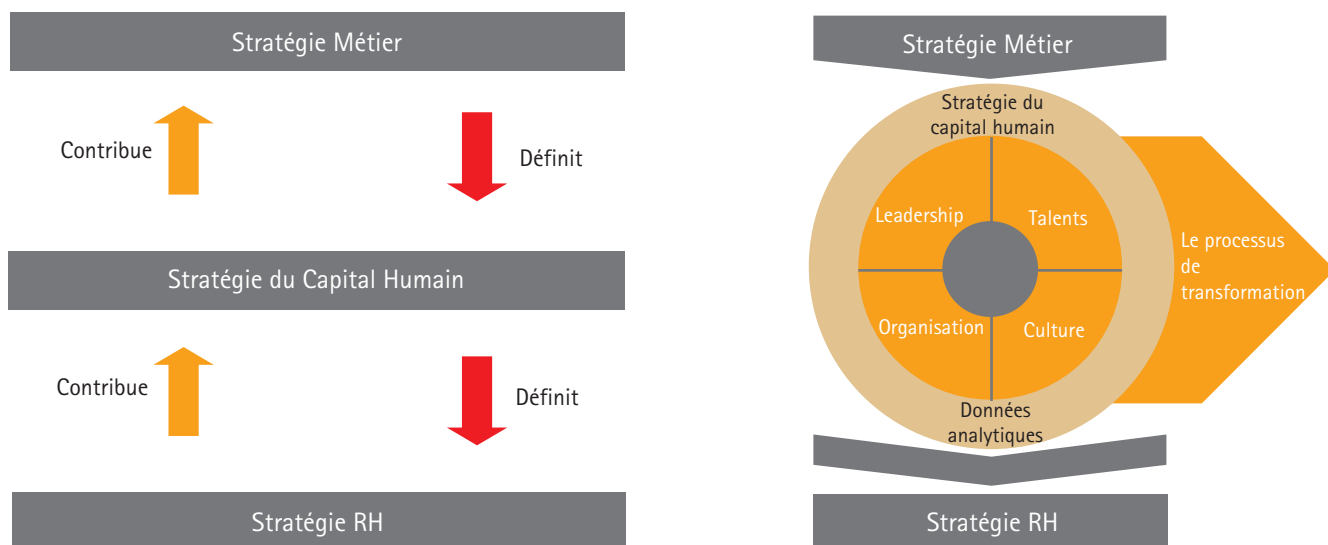 Stratégie Métier
Contribue
Définit
Stratégie du Capital Humain
Contribue
Définit
Stratégie RH
Stratégie Métier
Stratégie du
capital humain
Leadership
Talents
Le processus
de
transformation
Organisation
Culture
Données
analytiques
Stratégie RH